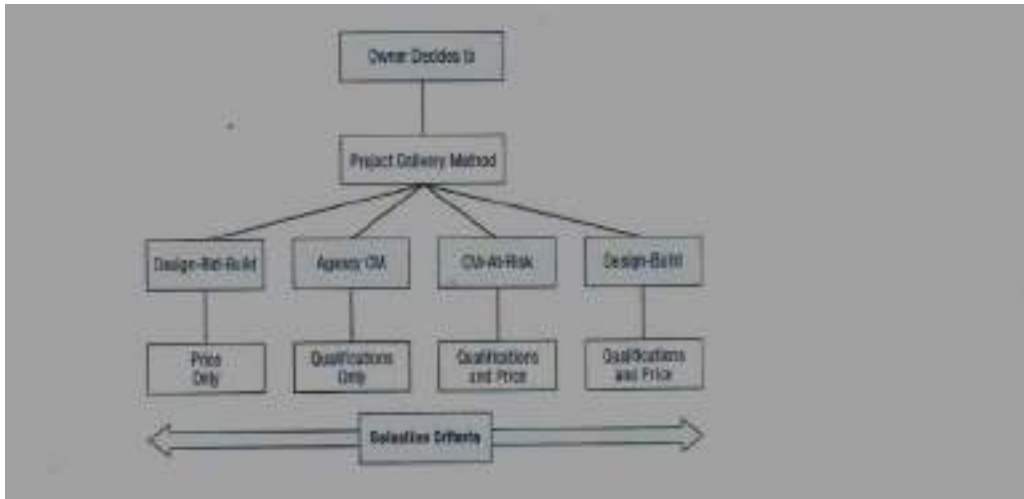 Owner Decides to
Project Delivery Method
Design-Bid-Build
Agency CM
CM-At-Risk
Design-Build
Price
Only
Qualifications
Only
Qualifications
and Price
Qualifications
and Price
Selection Criteria